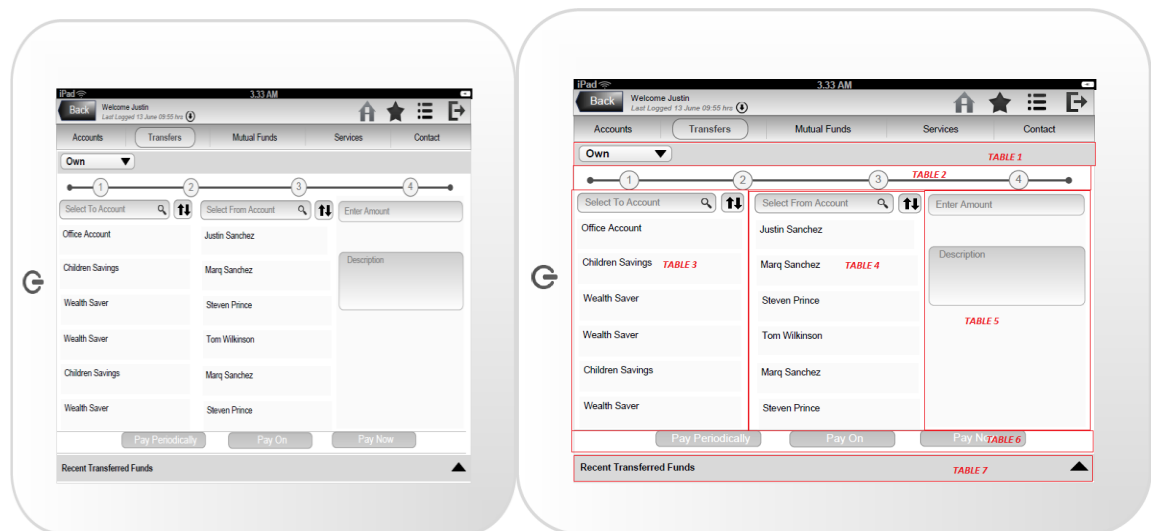 iPad 3.33 AM
Back Welcome Justin
Last Logged 13 June 09:55 hrs
Accounts Transfers Mutual Funds Services Contact
Own
1 2 3 4
Select To Account Select From Account Enter Amount
Office Account Justin Sanchez
Children Savings Marq Sanchez Description
Wealth Saver Steven Prince
Wealth Saver Tom Wilkinson
Children Savings Marq Sanchez
Wealth Saver Steven Prince
Pay Periodically Pay On Pay Now
Recent Transferred Funds
iPad 3.33 AM
Back Welcome Justin
Last Logged 13 June 09:55 hrs
Accounts Transfers Mutual Funds Services Contact
Own TABLE 1
TABLE 2
1 2 3 4
Select To Account Select From Account Enter Amount
Office Account Justin Sanchez
Children Savings TABLE 3 Marq Sanchez TABLE 4 Description
Wealth Saver Steven Prince
TABLE 5
Wealth Saver Tom Wilkinson
Children Savings Marq Sanchez
Wealth Saver Steven Prince
Pay Periodically Pay On Pay Now TABLE 6
Recent Transferred Funds TABLE 7